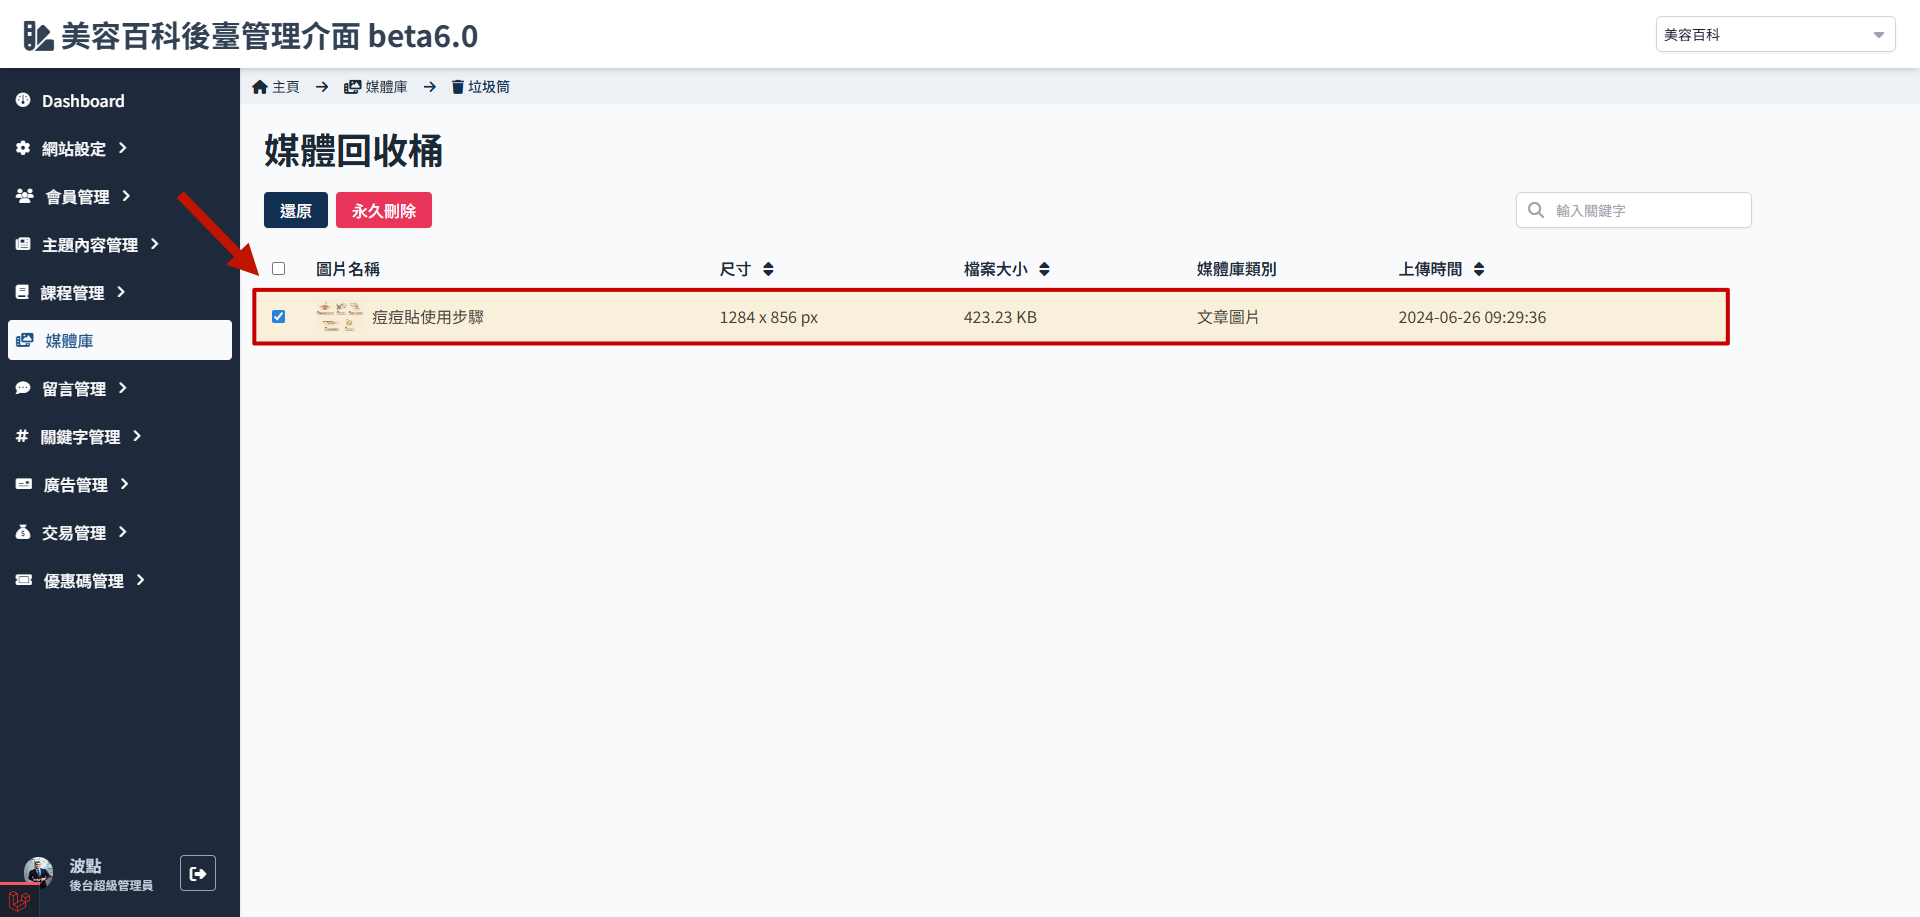 美容百科後臺管理介面 beta6.0
美容百科
Dashboard
網站設定
會員管理
主題內容管理
課程管理
媒體庫
留言管理
關鍵字管理
廣告管理
交易管理
優惠碼管理
波點
後台超級管理員
主頁 → 媒體庫 → 垃圾筒
媒體回收桶
還原 永久刪除
輸入關鍵字
圖片名稱 尺寸 檔案大小 媒體庫類別 上傳時間
痘痘貼使用步驟 1284 x 856 px 423.23 KB 文章圖片 2024-06-26 09:29:36